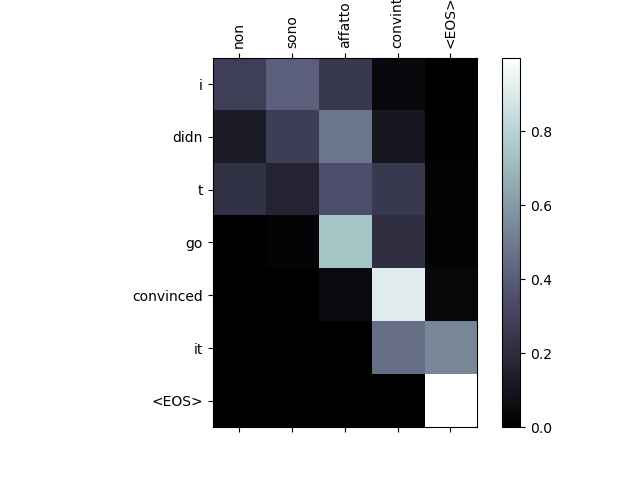 non sono affatto convint <EOS>
i
didn
t
go
convinced
it
<EOS>
0.8
0.6
0.4
0.2
0.0